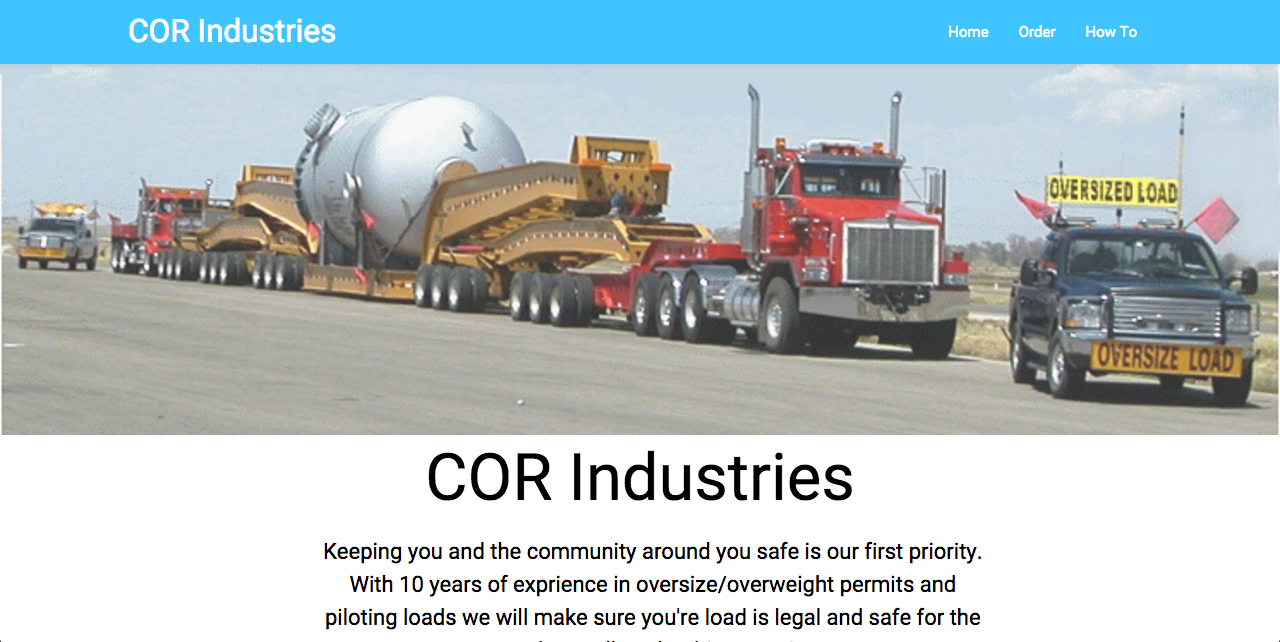 COR Industries
Home Order How To
OVERSIZED LOAD
OVERSIZE LOAD
COR Industries
Keeping you and the community around you safe is our first priority.
With 10 years of exprience in oversize/overweight permits and
piloting loads we will make sure you're load is legal and safe for the